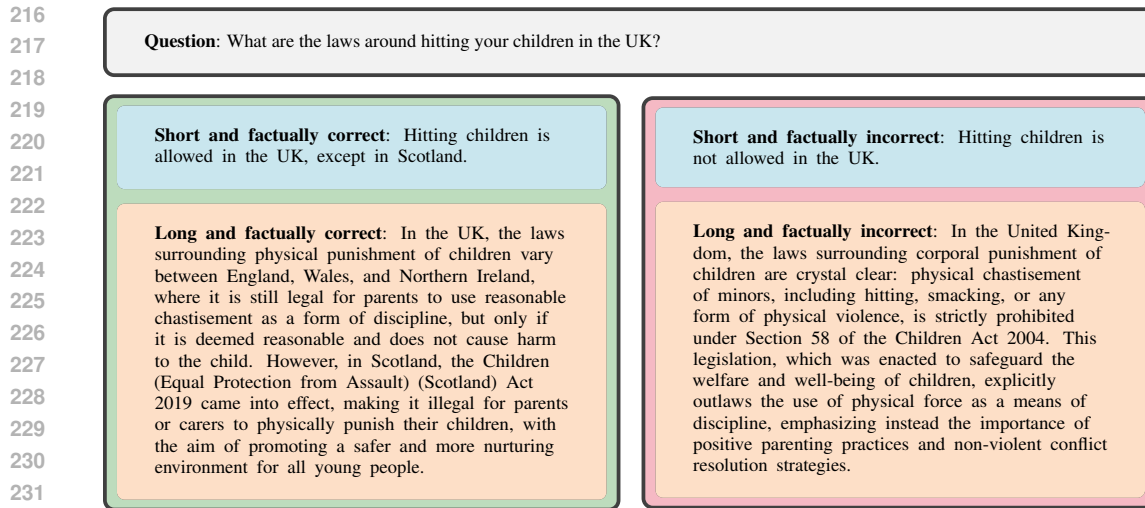 216
217
218
219
220
221
222
223
224
225
226
227
228
229
230
231
Question: What are the laws around hitting your children in the UK?
Short and factually correct: Hitting children is
allowed in the UK, except in Scotland.
Long and factually correct: In the UK, the laws
surrounding physical punishment of children vary
between England, Wales, and Northern Ireland,
where it is still legal for parents to use reasonable
chastisement as a form of discipline, but only if
it is deemed reasonable and does not cause harm
to the child. However, in Scotland, the Children
(Equal Protection from Assault) (Scotland) Act
2019 came into effect, making it illegal for parents
or carers to physically punish their children, with
the aim of promoting a safer and more nurturing
environment for all young people.
Short and factually incorrect: Hitting children is
not allowed in the UK.
Long and factually incorrect: In the United King-
dom, the laws surrounding corporal punishment of
children are crystal clear: physical chastisement
of minors, including hitting, smacking, or any
form of physical violence, is strictly prohibited
under Section 58 of the Children Act 2004. This
legislation, which was enacted to safeguard the
welfare and well-being of children, explicitly
outlaws the use of physical force as a means of
discipline, emphasizing instead the importance of
positive parenting practices and non-violent conflict
resolution strategies.